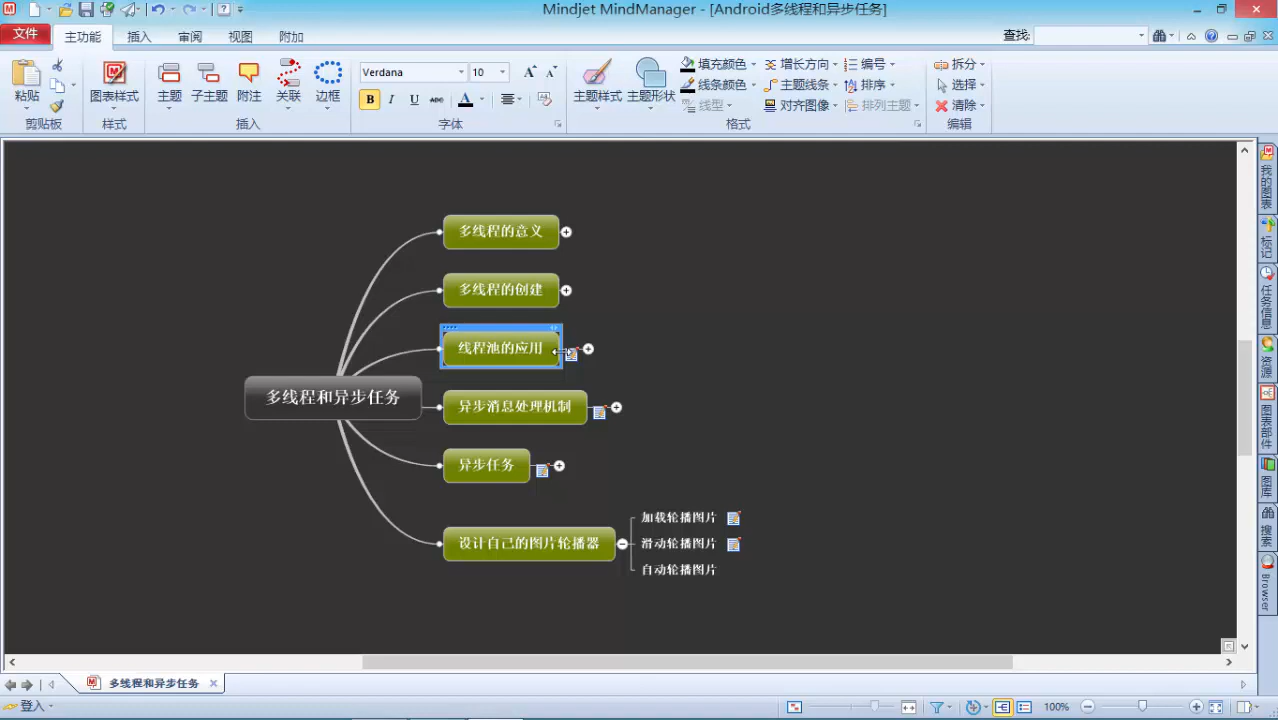 Mindjet MindManager - [Android多线程和异步任务]
文件 主功能 插入 审阅 视图 附加 查找:
粘贴 图表样式 主题 子主题 附注 关联 边框 Verdana 10 主题样式 主题形状 填充颜色 增长方向 编号 拆分
B I U abc A 线条颜色 主题线条 排序 选择
线型 对齐图像 排列主题 清除
剪贴板 样式 插入 字体 格式 编辑
多线程的意义
多线程的创建
线程池的应用
多线程和异步任务
异步消息处理机制
异步任务
设计自己的图片轮播器
加载轮播图片
滑动轮播图片
自动轮播图片
我的图表
标记
任务信息
资源
图表部件
图库
搜索
Browser
多线程和异步任务
登入 100%